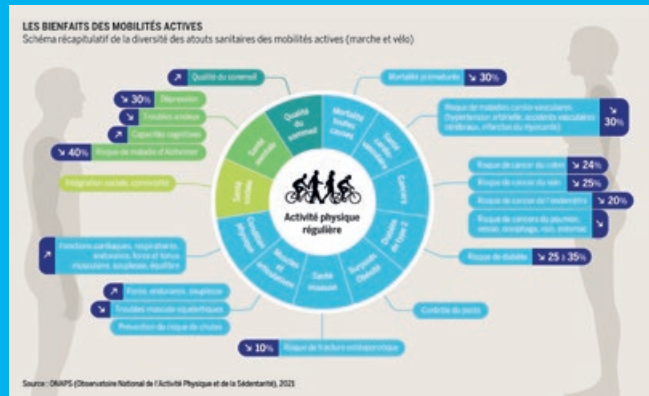 LES BIENFAITS DES MOBILITÉS ACTIVES
Schéma récapitulatif de la diversité des atouts sanitaires des mobilités actives (marche et vélo)
Qualité du sommeil
↘ 30% Dépression
Troubles anxieux
Capacités cognitives
↘ 40% Risque de maladie d'Alzheimer
Intégration sociale, communauté
Fonctions cardiaques, respiratoires,
endurance, force et tonus
musculaire, souplesse, équilibre
Force, endurance, souplesse
Troubles musculo-squelettiques
Prévention du risque de chutes
↘ 10% Risque de fracture ostéoporotique
Qualité
du
sommeil
Mortalité
toutes
causes
Santé
cardio-
vasculaire
Cancers
Diabète
de type 2
Surpoids
Obésité
Santé
osseuse
Muscles et
articulations
Condition
physique
Santé
sociale
Santé
mentale
Activité physique
régulière
Mortalité prématurée ↘ 30%
Risque de maladies cardio-vasculaires
(hypertension artérielle, accidents vasculaires
cérébraux, infarctus du myocarde) ↘ 30%
Risque de cancer du côlon ↘ 24%
Risque de cancer du sein ↘ 25%
Risque de cancer de l'endomètre ↘ 20%
Risque de cancers du poumon,
vessie, œsophage, rein, estomac
Risque de diabète ↘ 25 à 35%
Contrôle du poids
Source : ONAPS (Observatoire National de l'Activité Physique et de la Sédentarité), 2021